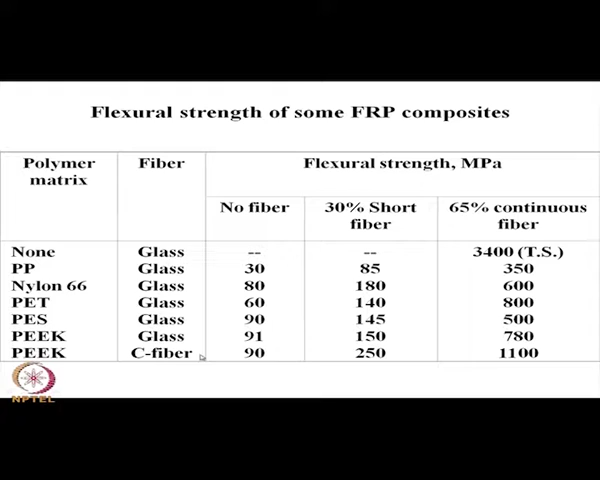 Flexural strength of some FRP composites
Polymer matrix Fiber Flexural strength, MPa
No fiber 30% Short fiber 65% continuous fiber
None Glass -- -- 3400 (T.S.)
PP Glass 30 85 350
Nylon 66 Glass 80 180 600
PET Glass 60 140 800
PES Glass 90 145 500
PEEK Glass 91 150 780
PEEK C-fiber 90 250 1100
NPTEL